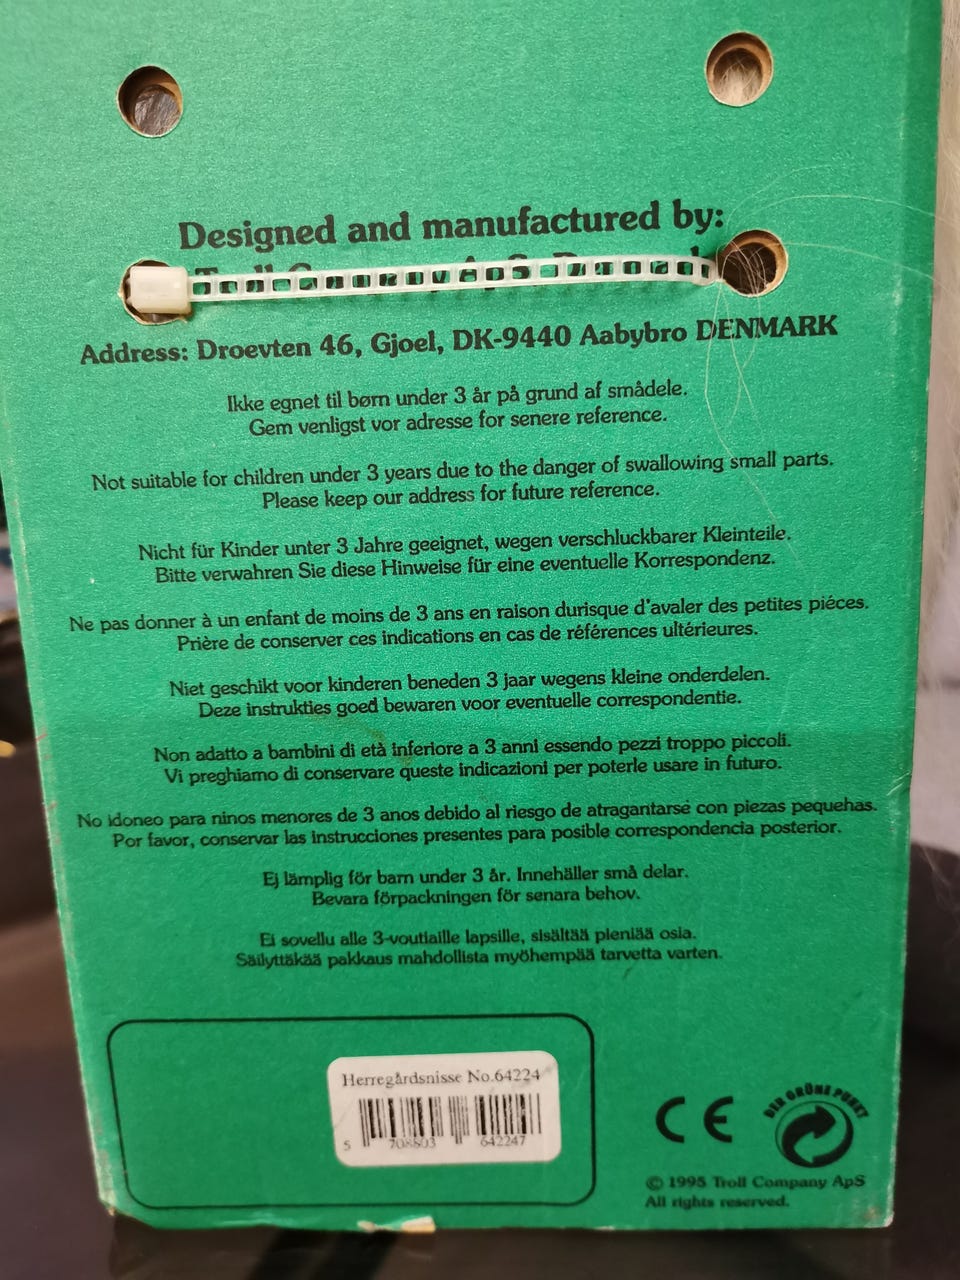 Designed and manufactured by:
Troll Company ApS, Denmark
Address: Droevten 46, Gjoel, DK-9440 Aabybro DENMARK
Ikke egnet til børn under 3 år på grund af smådele.
Gem venligst vor adresse for senere reference.
Not suitable for children under 3 years due to the danger of swallowing small parts.
Please keep our address for future reference.
Nicht für Kinder unter 3 Jahre geeignet, wegen verschluckbarer Kleinteile.
Bitte verwahren Sie diese Hinweise für eine eventuelle Korrespondenz.
Ne pas donner à un enfant de moins de 3 ans en raison durisque d'avaler des petites piéces.
Prière de conserver ces indications en cas de références ultérieures.
Niet geschikt voor kinderen beneden 3 jaar wegens kleine onderdelen.
Deze instrukties goed bewaren voor eventuelle correspondentie.
Non adatto a bambini di età inferiore a 3 anni essendo pezzi troppo piccoli.
Vi preghiamo di conservare queste indicazioni per poterle usare in futuro.
No idoneo para ninos menores de 3 anos debido al riesgo de atragantarse con piezas pequehas.
Por favor, conservar las instrucciones presentes para posible correspondencia posterior.
Ej lämplig för barn under 3 år. Innehäller små delar.
Bevara förpackningen för senara behov.
Ei sovellu alle 3-voutiaille lapsille, sisältää pieniää osia.
Säilyttäkää pakkaus mahdollista myöhempää tarvetta varten.
Herregårdsnisse No.64224
5 708803 642247
CE
DER GRÜNE PUNKT
© 1995 Troll Company ApS
All rights reserved.